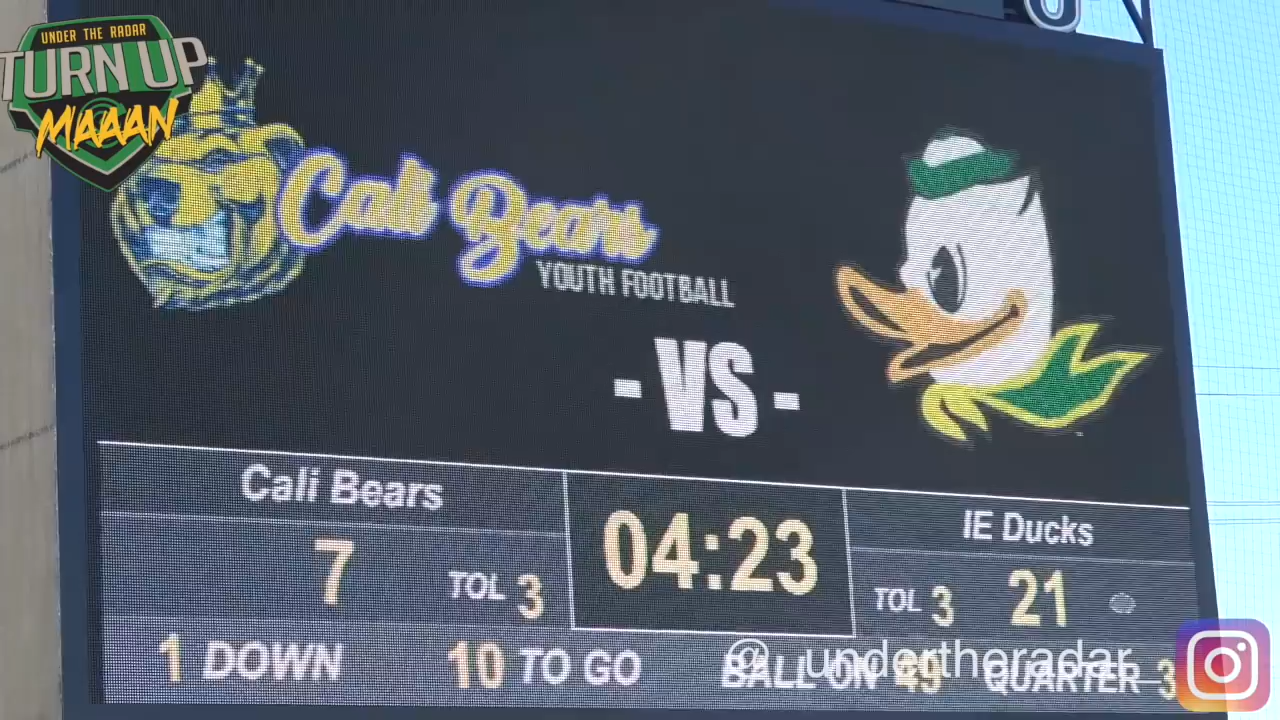 UNDER THE RADAR
TURN UP
MAAAN
Cali Bears
YOUTH FOOTBALL
- VS -
Cali Bears
04:23
IE Ducks
7 TOL 3
TOL 3 21
1 DOWN 10 TO GO BALL ON 49 QUARTER 3
@_undertheradar_